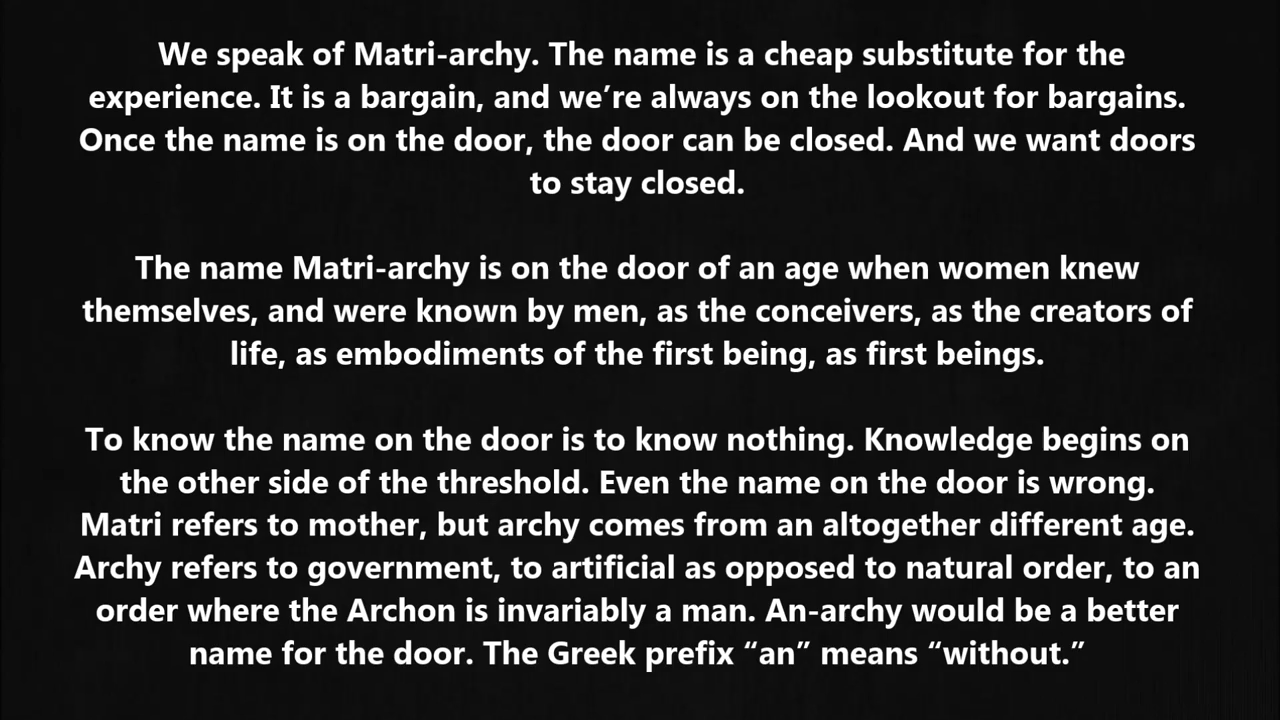 We speak of Matri-archy. The name is a cheap substitute for the
experience. It is a bargain, and we’re always on the lookout for bargains.
Once the name is on the door, the door can be closed. And we want doors
to stay closed.
The name Matri-archy is on the door of an age when women knew
themselves, and were known by men, as the conceivers, as the creators of
life, as embodiments of the first being, as first beings.
To know the name on the door is to know nothing. Knowledge begins on
the other side of the threshold. Even the name on the door is wrong.
Matri refers to mother, but archy comes from an altogether different age.
Archy refers to government, to artificial as opposed to natural order, to an
order where the Archon is invariably a man. An-archy would be a better
name for the door. The Greek prefix “an” means “without.”